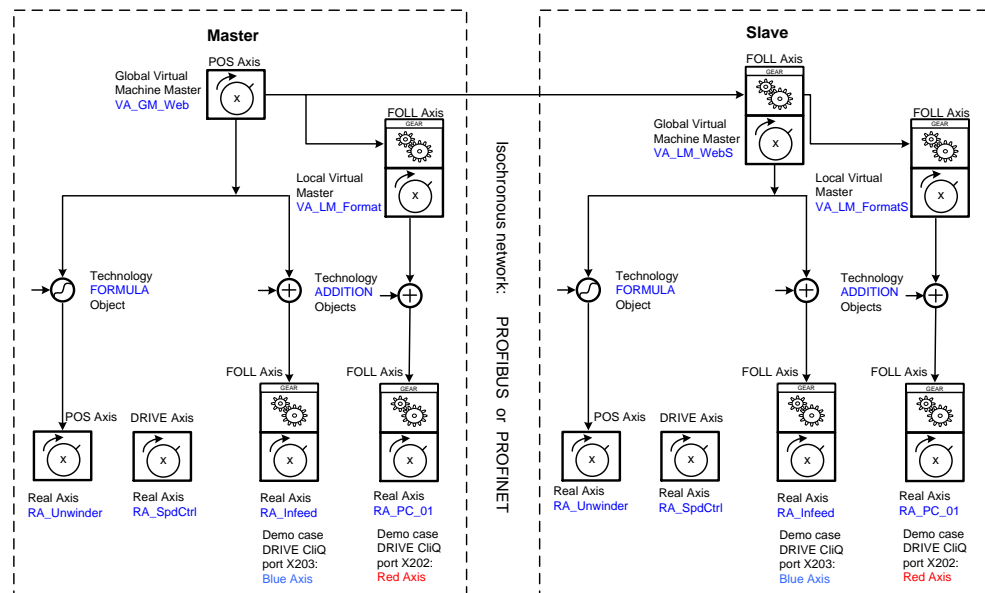 Master
POS Axis
Global Virtual
Machine Master
VA_GM_Web
x
FOLL Axis
GEAR
Local Virtual
Master
VA_LM_Format
x
Technology
FORMULA
Object
Technology
ADDITION
Objects
POS Axis
x
Real Axis
RA_Unwinder
DRIVE Axis
x
Real Axis
RA_SpdCtrl
FOLL Axis
GEAR
x
Real Axis
RA_Infeed
Demo case
DRIVE CliQ
port X203:
Blue Axis
FOLL Axis
GEAR
x
Real Axis
RA_PC_01
Demo case
DRIVE CliQ
port X202:
Red Axis
Isochronous network: PROFIBUS or PROFINET
Slave
FOLL Axis
GEAR
Global Virtual
Machine Master
VA_LM_WebS
x
FOLL Axis
GEAR
Local Virtual
Master
VA_LM_FormatS
x
Technology
FORMULA
Object
Technology
ADDITION
Objects
POS Axis
x
Real Axis
RA_Unwinder
DRIVE Axis
x
Real Axis
RA_SpdCtrl
FOLL Axis
GEAR
x
Real Axis
RA_Infeed
Demo case
DRIVE CliQ
port X203:
Blue Axis
FOLL Axis
GEAR
x
Real Axis
RA_PC_01
Demo case
DRIVE CliQ
port X202:
Red Axis